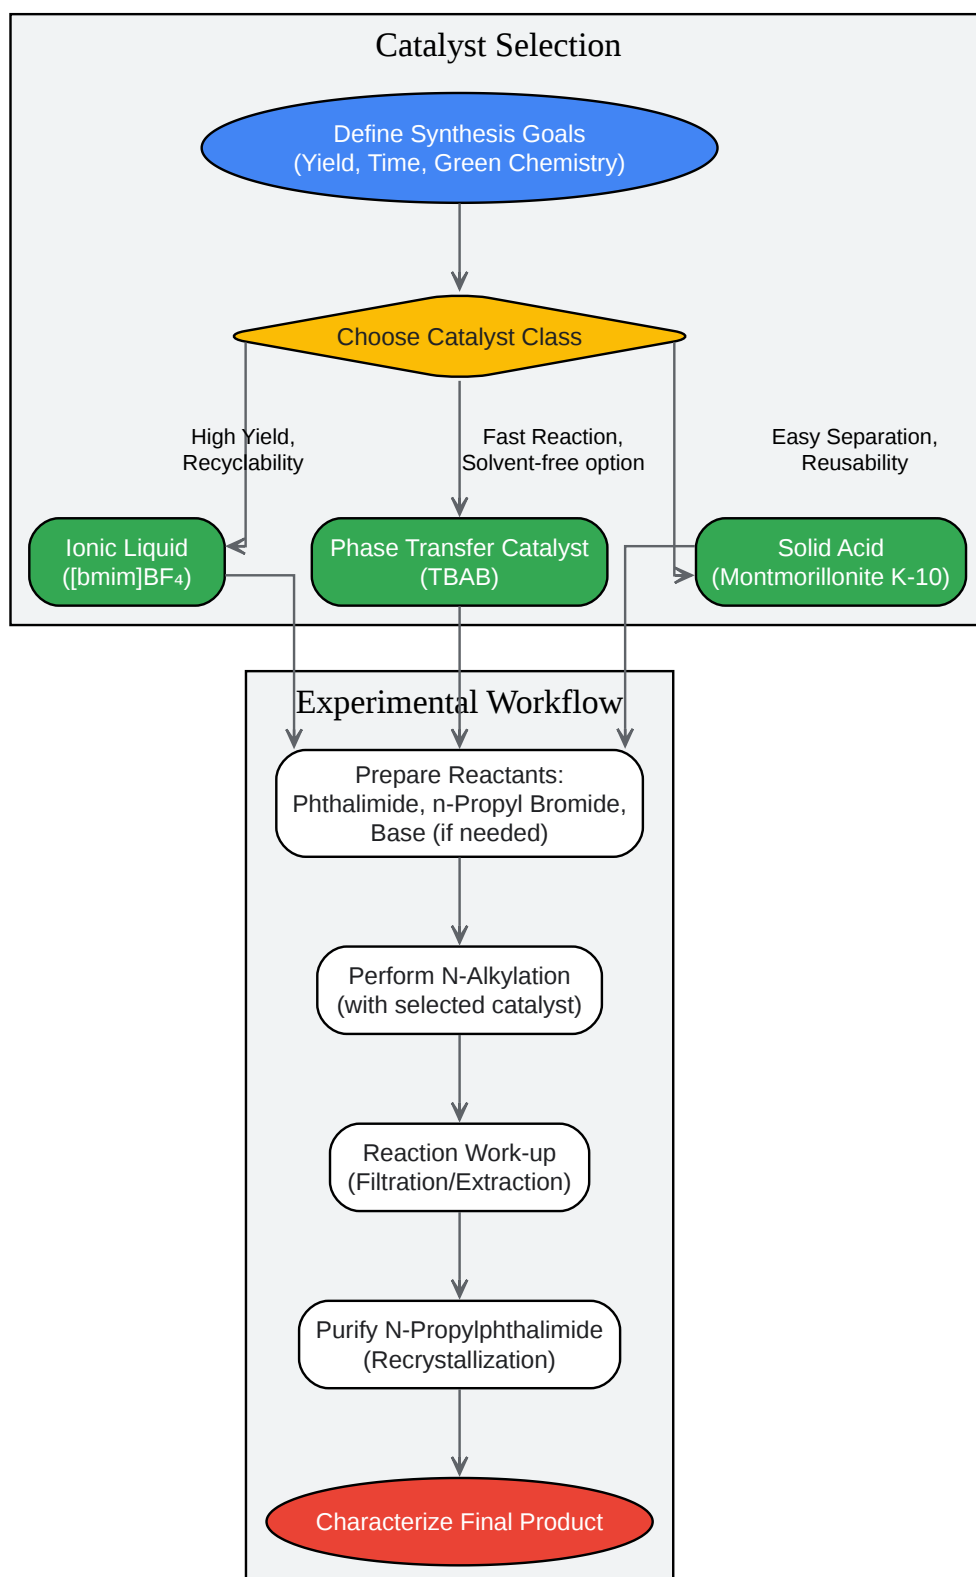 Catalyst Selection
Define Synthesis Goals
(Yield, Time, Green Chemistry)
Choose Catalyst Class
High Yield,
Recyclability
Fast Reaction,
Solvent-free option
Easy Separation,
Reusability
Ionic Liquid
([bmim]BF₄)
Phase Transfer Catalyst
(TBAB)
Solid Acid
(Montmorillonite K-10)
Experimental Workflow
Prepare Reactants:
Phthalimide, n-Propyl Bromide,
Base (if needed)
Perform N-Alkylation
(with selected catalyst)
Reaction Work-up
(Filtration/Extraction)
Purify N-Propylphthalimide
(Recrystallization)
Characterize Final Product